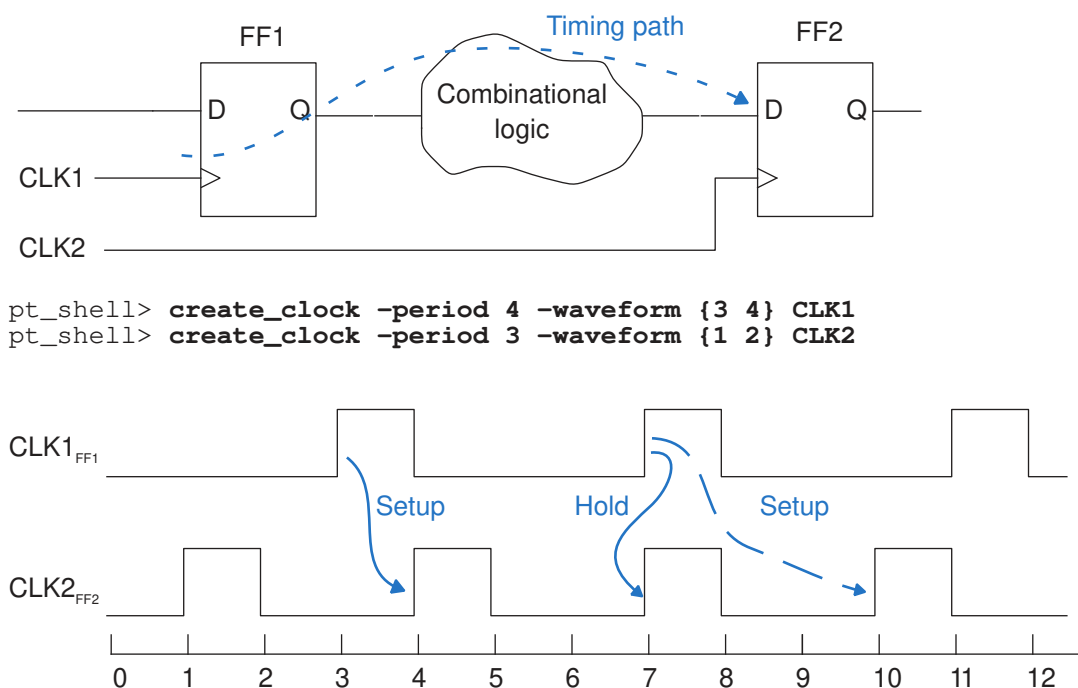 Timing path
FF1
FF2
D
Q
Combinational
logic
D
Q
CLK1
CLK2
pt_shell> create_clock -period 4 -waveform {3 4} CLK1
pt_shell> create_clock -period 3 -waveform {1 2} CLK2
CLK1FF1
Setup
Hold
Setup
CLK2FF2
0 1 2 3 4 5 6 7 8 9 10 11 12